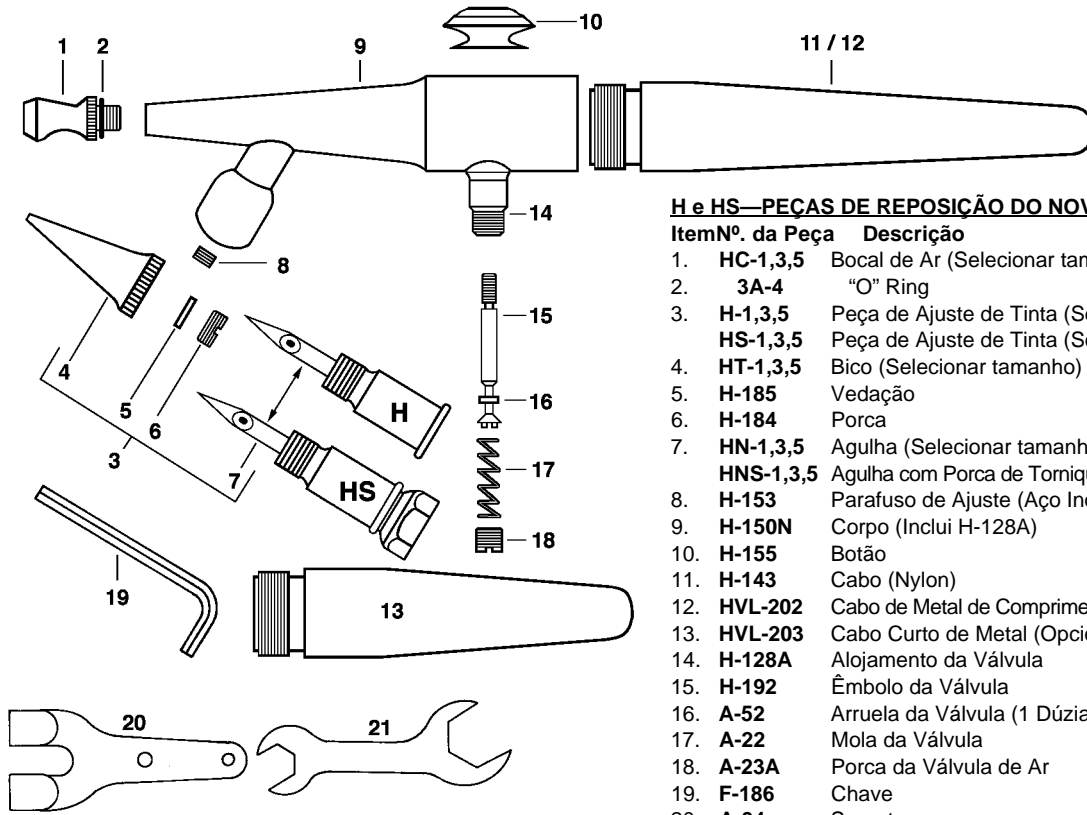 1
2
9
10
11 / 12
14
8
15
4
5
6
3
7
H
HS
16
17
18
19
13
20
21
H e HS—PEÇAS DE REPOSIÇÃO DO NOV
ItemNº. da Peça Descrição
1. HC-1,3,5 Bocal de Ar (Selecionar tam
2. 3A-4 “O” Ring
3. H-1,3,5 Peça de Ajuste de Tinta (Se
HS-1,3,5 Peça de Ajuste de Tinta (Se
4. HT-1,3,5 Bico (Selecionar tamanho)
5. H-185 Vedação
6. H-184 Porca
7. HN-1,3,5 Agulha (Selecionar tamanh
HNS-1,3,5 Agulha com Porca de Torniqu
8. H-153 Parafuso de Ajuste (Aço Ino
9. H-150N Corpo (Inclui H-128A)
10. H-155 Botão
11. H-143 Cabo (Nylon)
12. HVL-202 Cabo de Metal de Comprime
13. HVL-203 Cabo Curto de Metal (Opcio
14. H-128A Alojamento da Válvula
15. H-192 Êmbolo da Válvula
16. A-52 Arruela da Válvula (1 Dúzia
17. A-22 Mola da Válvula
18. A-23A Porca da Válvula de Ar
19. F-186 Chave